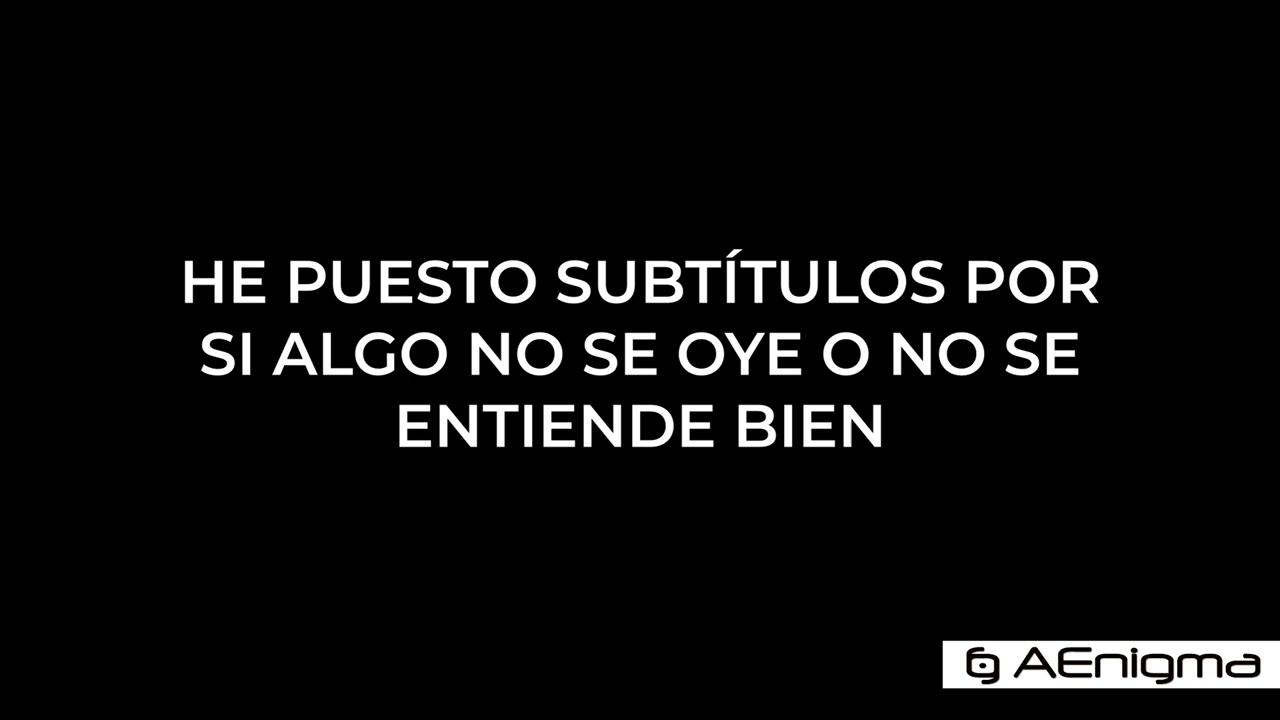 HE PUESTO SUBTÍTULOS POR
SI ALGO NO SE OYE O NO SE
ENTIENDE BIEN
AEnigma